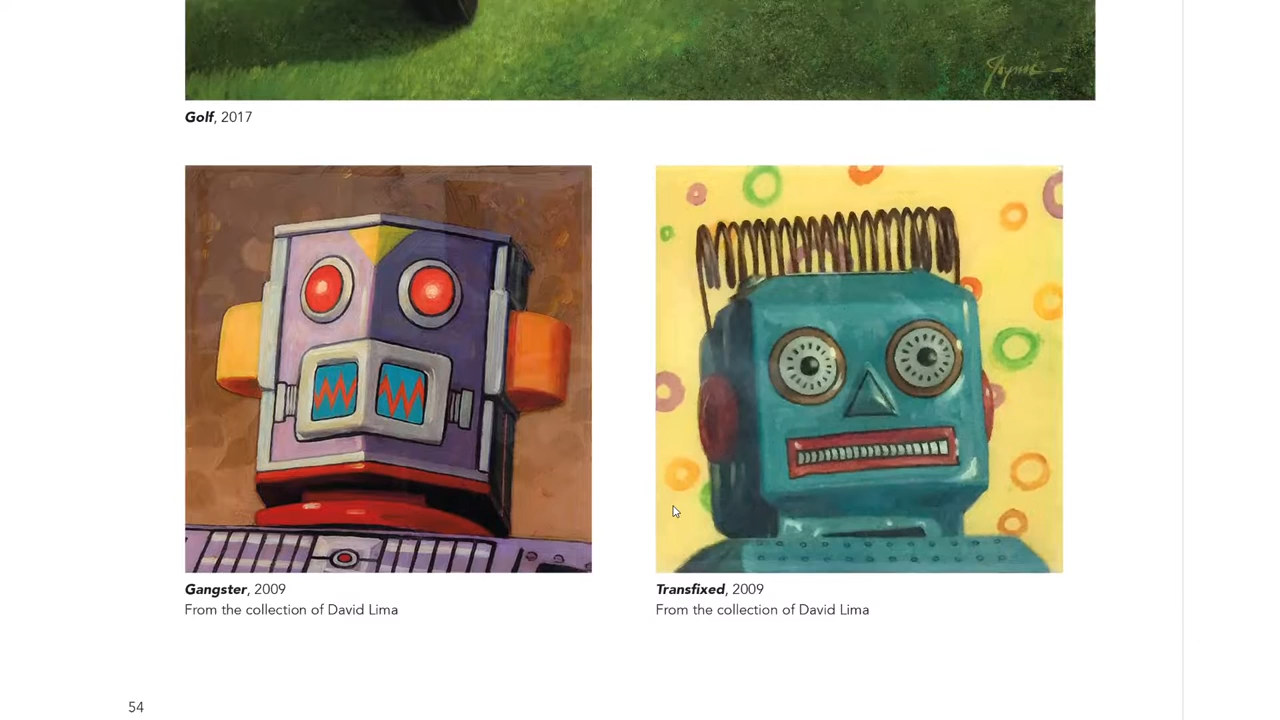 Golf, 2017
Gangster, 2009
From the collection of David Lima
Transfixed, 2009
From the collection of David Lima
54